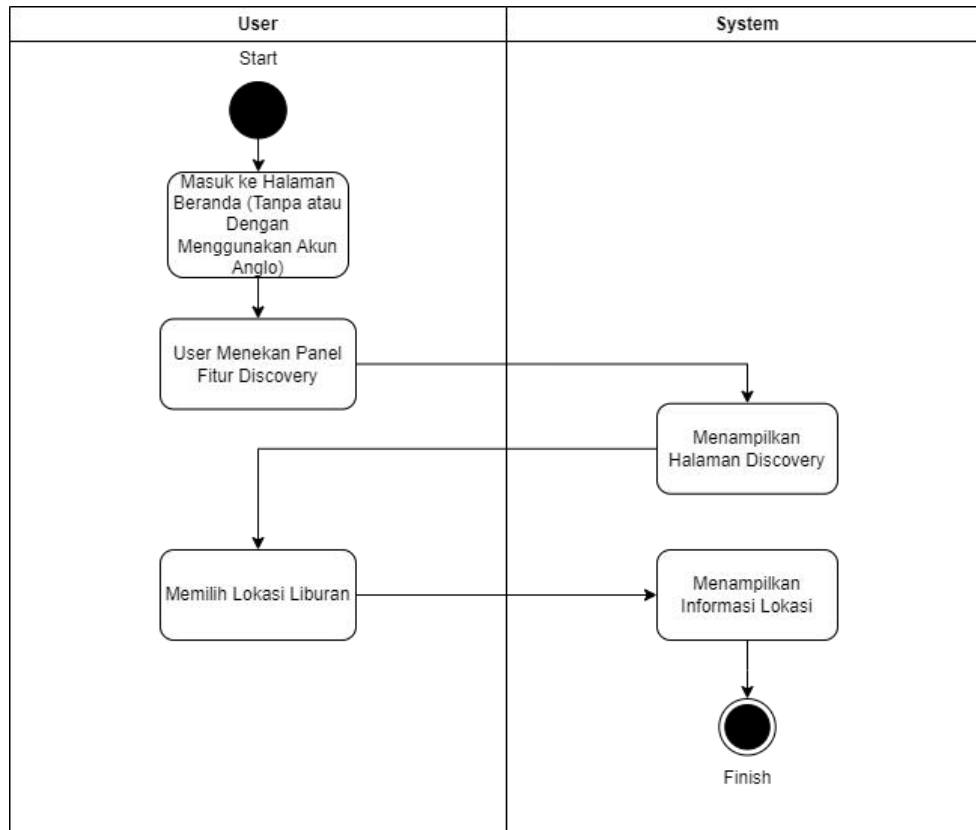 User
System
Start
Masuk ke Halaman
Beranda (Tanpa atau
Dengan
Menggunakan Akun
Anglo)
User Menekan Panel
Fitur Discovery
Menampilkan
Halaman Discovery
Memilih Lokasi Liburan
Menampilkan
Informasi Lokasi
Finish